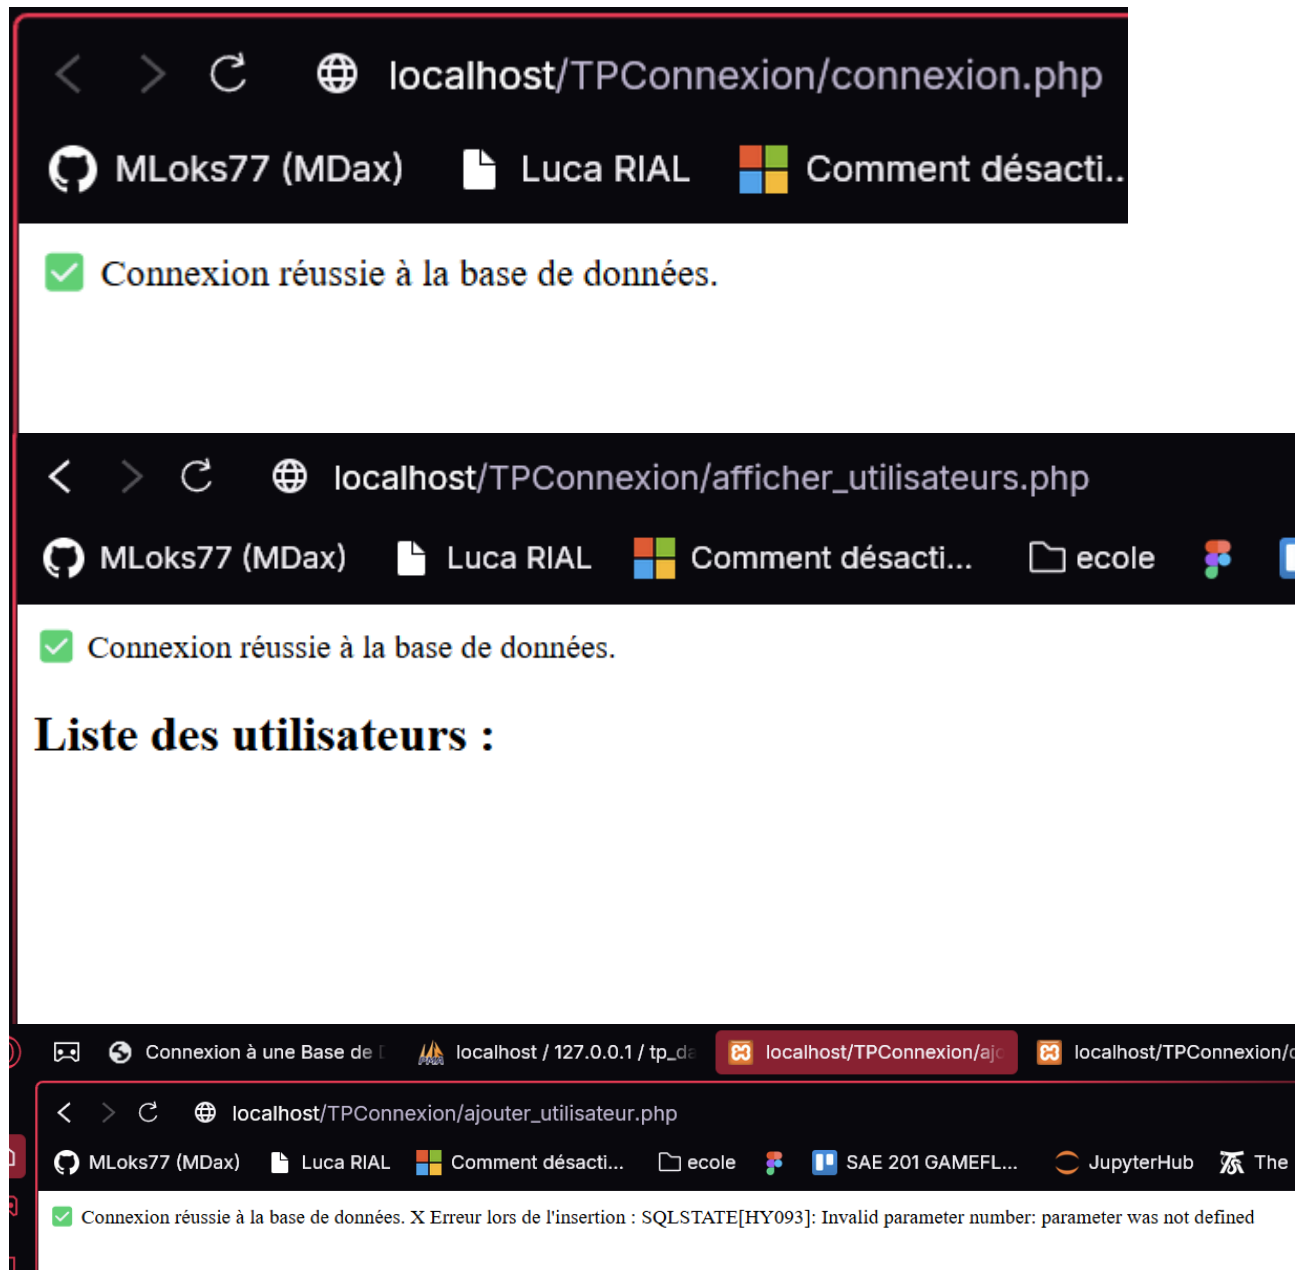 localhost/TPConnexion/connexion.php
MLoks77 (MDax) Luca RIAL Comment désacti...
Connexion réussie à la base de données.
localhost/TPConnexion/afficher_utilisateurs.php
MLoks77 (MDax) Luca RIAL Comment désacti... ecole
Connexion réussie à la base de données.
Liste des utilisateurs :
Connexion à une Base de localhost / 127.0.0.1 / tp_da localhost/TPConnexion/ajo localhost/TPConnexion/
localhost/TPConnexion/ajouter_utilisateur.php
MLoks77 (MDax) Luca RIAL Comment désacti... ecole SAE 201 GAMEFL... JupyterHub The
Connexion réussie à la base de données. X Erreur lors de l'insertion : SQLSTATE[HY093]: Invalid parameter number: parameter was not defined